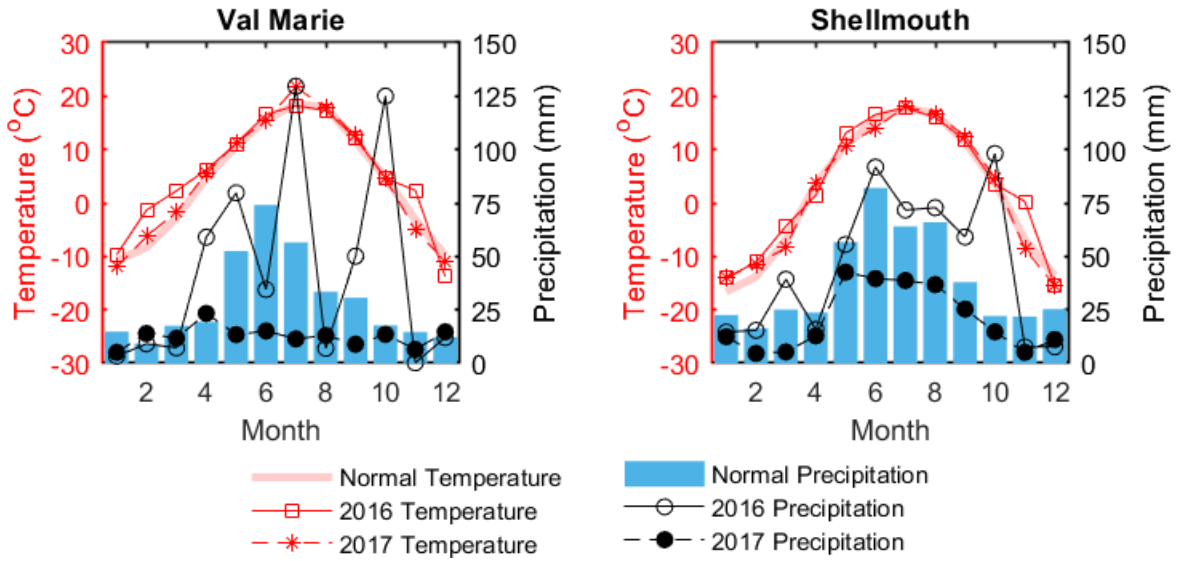 Val Marie
Shellmouth
30
20
10
0
-10
-20
-30
Temperature (°C)
150
125
100
75
50
25
0
Precipitation (mm)
2 4 6 8 10 12
Month
30
20
10
0
-10
-20
-30
Temperature (°C)
150
125
100
75
50
25
0
Precipitation (mm)
2 4 6 8 10 12
Month
Normal Temperature
2016 Temperature
2017 Temperature
Normal Precipitation
2016 Precipitation
2017 Precipitation